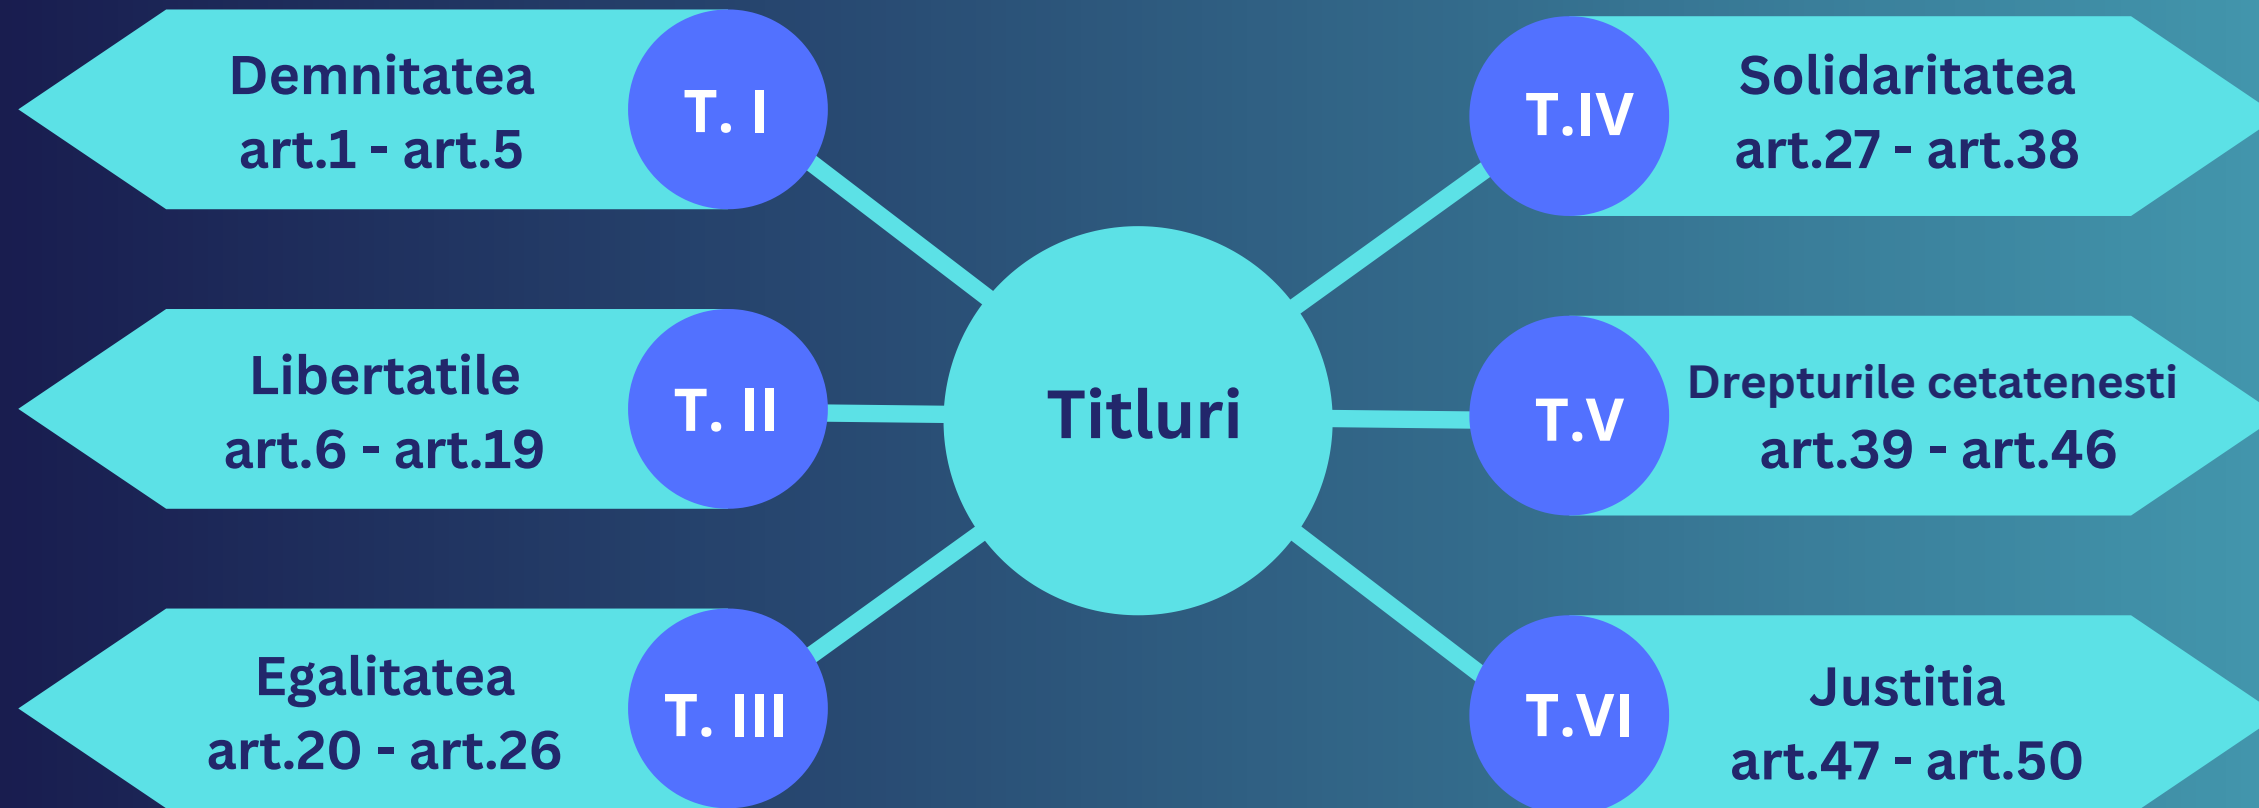 Demnitatea
art.1 - art.5
T. I
Libertatile
art.6 - art.19
T. II
Egalitatea
art.20 - art.26
T. III
Titluri
T.IV
Solidaritatea
art.27 - art.38
T.V
Drepturile cetatenesti
art.39 - art.46
T.VI
Justitia
art.47 - art.50